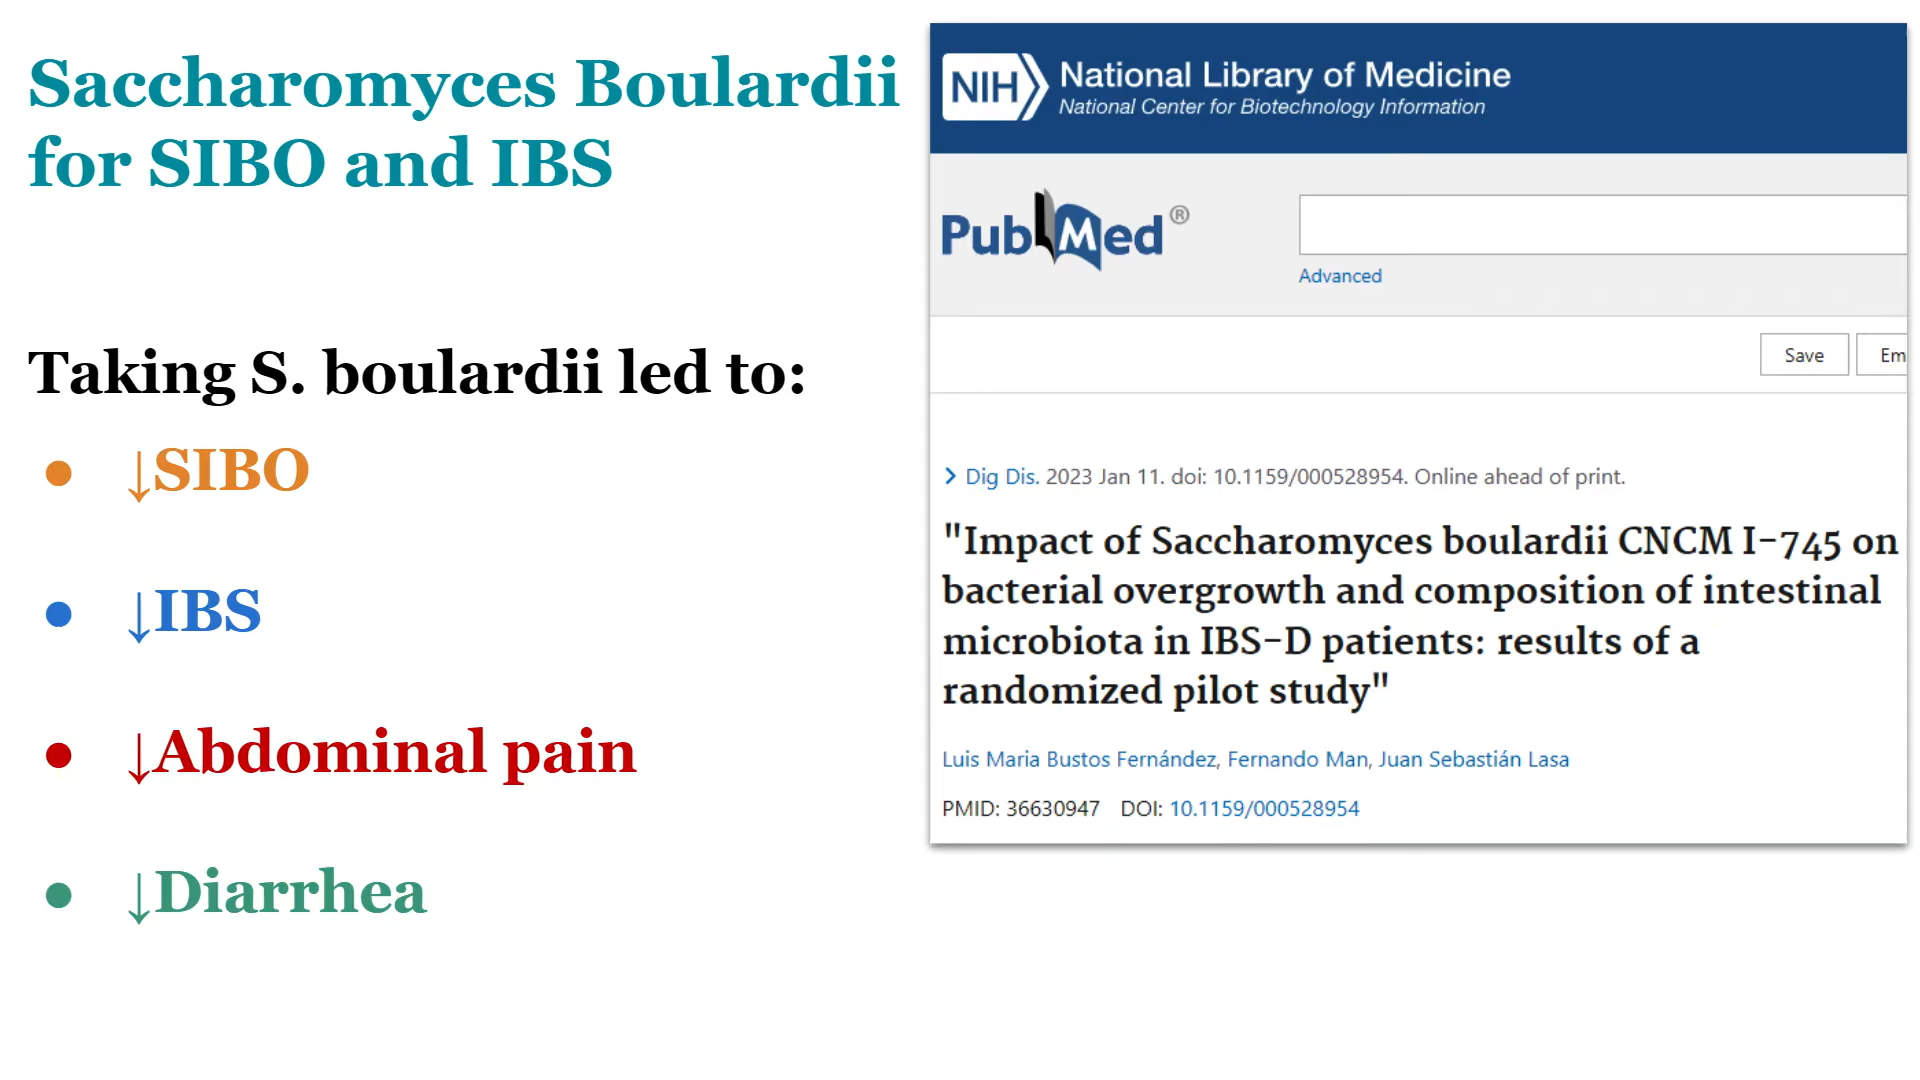 Saccharomyces Boulardii
for SIBO and IBS
Taking S. boulardii led to:
● ↓SIBO
● ↓IBS
● ↓Abdominal pain
● ↓Diarrhea
NIH National Library of Medicine
National Center for Biotechnology Information
PubMed®
Advanced
Save
Em
> Dig Dis. 2023 Jan 11. doi: 10.1159/000528954. Online ahead of print.
"Impact of Saccharomyces boulardii CNCM I-745 on
bacterial overgrowth and composition of intestinal
microbiota in IBS-D patients: results of a
randomized pilot study"
Luis Maria Bustos Fernández, Fernando Man, Juan Sebastián Lasa
PMID: 36630947 DOI: 10.1159/000528954